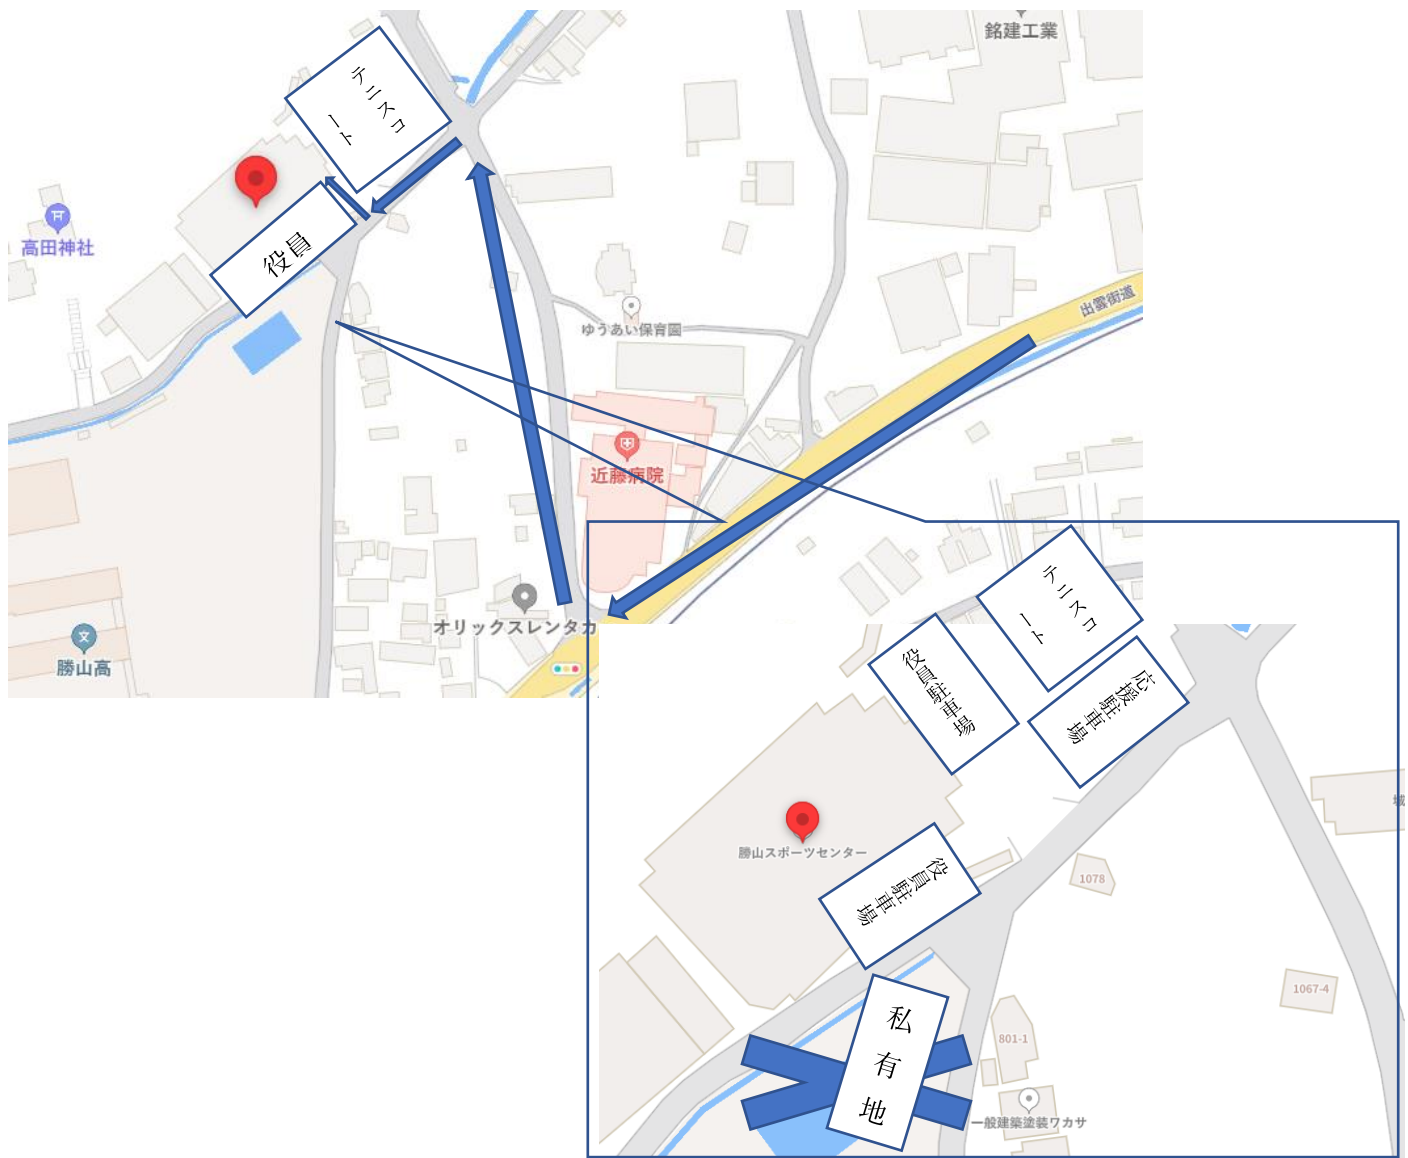 銘建工業
テニスコ
ート
高田神社
役員
出雲街道
ゆうあい保育園
近藤病院
オリックスレンタカ
文
勝山高
テニスコ
ート
役員駐車場
応援駐車場
勝山スポーツセンター
役員駐車場
1078
1067-4
私有地
801-1
一般建築塗装ワカサ